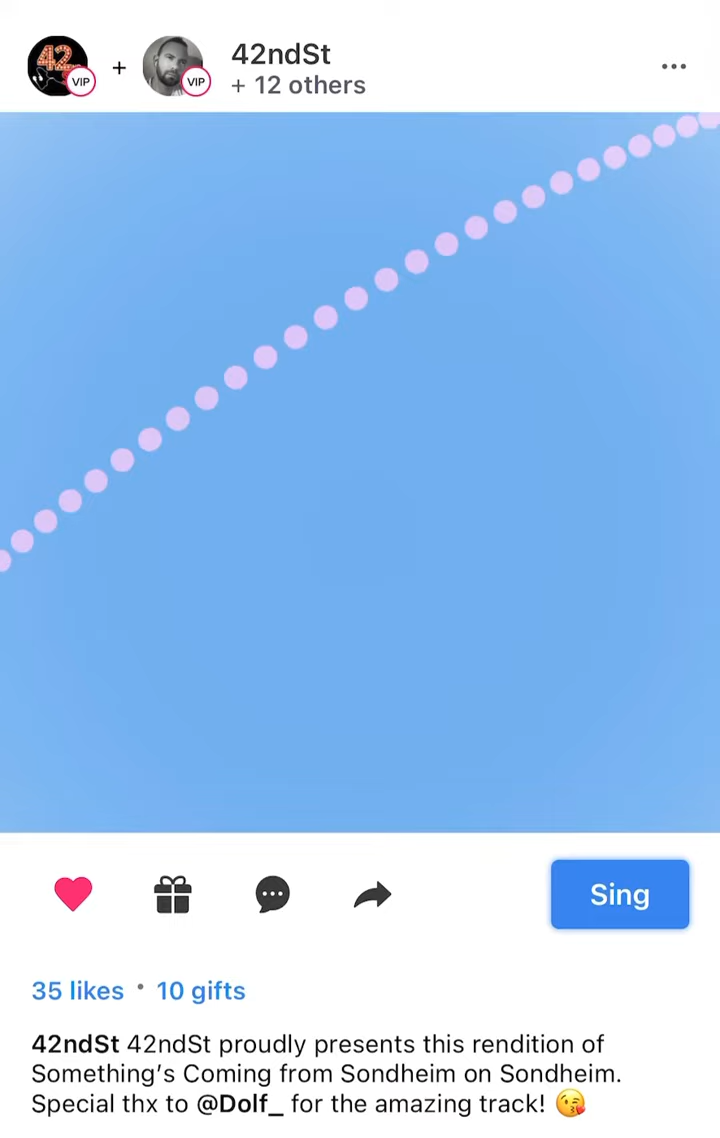 42
VIP
+
VIP
42ndSt
+ 12 others
Sing
35 likes • 10 gifts
42ndSt 42ndSt proudly presents this rendition of
Something’s Coming from Sondheim on Sondheim.
Special thx to @Dolf_ for the amazing track! 😘